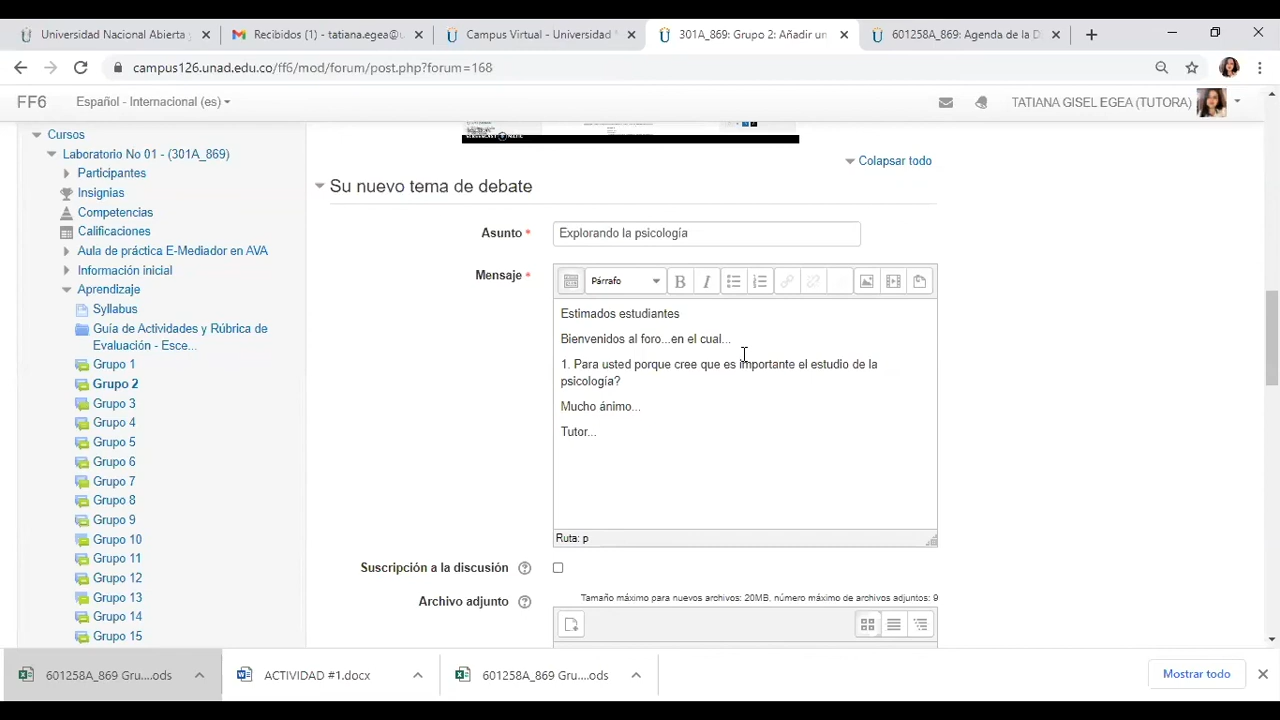 Universidad Nacional Abierta y
Recibidos (1) - tatiana.egea@u
Campus Virtual - Universidad N
301A_869: Grupo 2: Añadir un
601258A_869: Agenda de la D
campus126.unad.edu.co/ff6/mod/forum/post.php?forum=168
FF6
Español - Internacional (es)
TATIANA GISEL EGEA (TUTORA)
Cursos
Laboratorio No 01 - (301A_869)
Participantes
Insignias
Competencias
Calificaciones
Aula de práctica E-Mediador en AVA
Información inicial
Aprendizaje
Syllabus
Guía de Actividades y Rúbrica de
Evaluación - Esce...
Grupo 1
Grupo 2
Grupo 3
Grupo 4
Grupo 5
Grupo 6
Grupo 7
Grupo 8
Grupo 9
Grupo 10
Grupo 11
Grupo 12
Grupo 13
Grupo 14
Grupo 15
Colapsar todo
Su nuevo tema de debate
Asunto
Explorando la psicología
Mensaje
Párrafo
B I
Estimados estudiantes
Bienvenidos al foro...en el cual...
1. Para usted porque cree que es importante el estudio de la
psicología?
Mucho ánimo...
Tutor...
Ruta: p
Suscripción a la discusión
Archivo adjunto
Tamaño máximo para nuevos archivos: 20MB, número máximo de archivos adjuntos: 9
601258A_869 Gru....ods
ACTIVIDAD #1.docx
601258A_869 Gru....ods
Mostrar todo